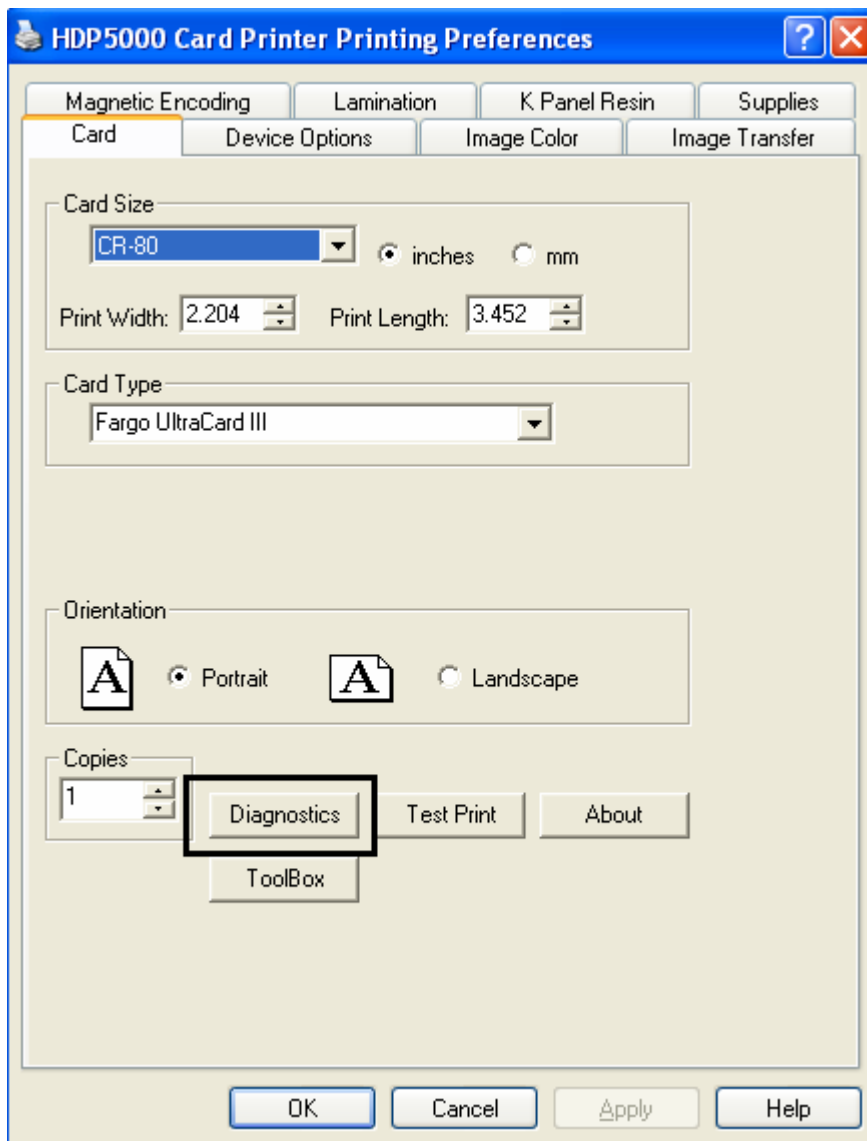 HDP5000 Card Printer Printing Preferences
Magnetic Encoding Lamination K Panel Resin Supplies
Card Device Options Image Color Image Transfer
Card Size
CR-80 inches mm
Print Width: 2.204 Print Length: 3.452
Card Type
Fargo UltraCard III
Orientation
A Portrait A Landscape
Copies
1 Diagnostics Test Print About
ToolBox
OK Cancel Apply Help